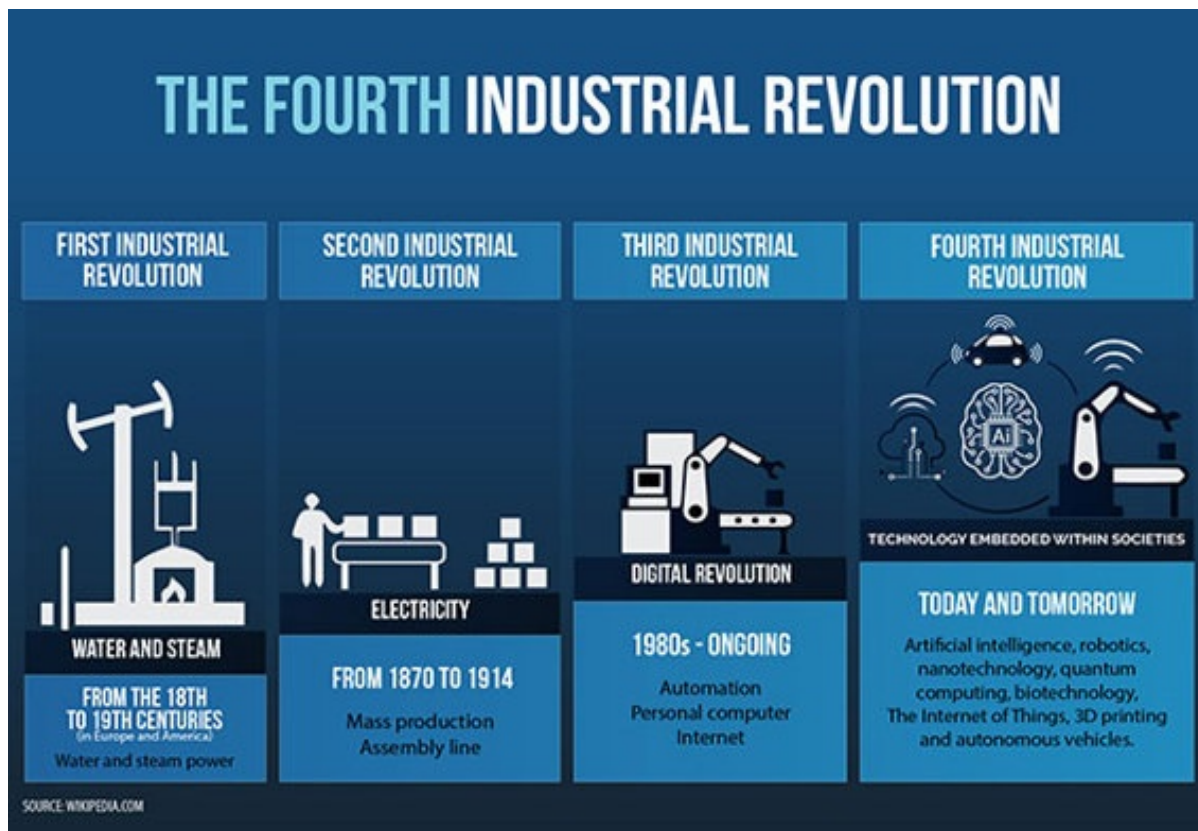 THE FOURTH INDUSTRIAL REVOLUTION
FIRST INDUSTRIAL
REVOLUTION
WATER AND STEAM
FROM THE 18TH
TO 19TH CENTURIES
(in Europe and America)
Water and steam power
SECOND INDUSTRIAL
REVOLUTION
ELECTRICITY
FROM 1870 TO 1914
Mass production
Assembly line
THIRD INDUSTRIAL
REVOLUTION
DIGITAL REVOLUTION
1980s - ONGOING
Automation
Personal computer
Internet
FOURTH INDUSTRIAL
REVOLUTION
Ai
TECHNOLOGY EMBEDDED WITHIN SOCIETIES
TODAY AND TOMORROW
Artificial intelligence, robotics,
nanotechnology, quantum
computing, biotechnology,
The Internet of Things, 3D printing
and autonomous vehicles.
SOURCE: WIKIPEDIA.COM